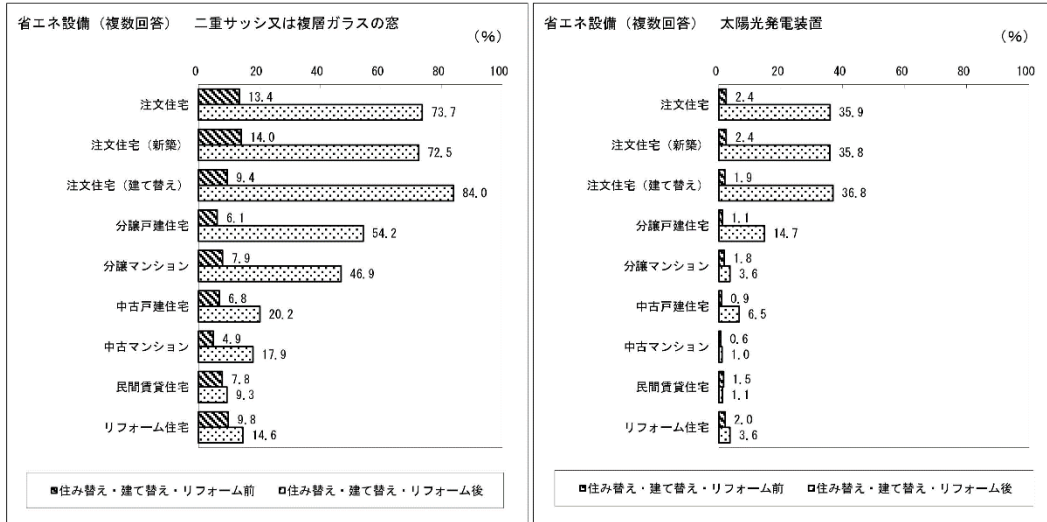 省エネ設備（複数回答）　二重サッシ又は複層ガラスの窓
（%）
0 20 40 60 80 100
注文住宅 13.4 73.7
注文住宅（新築） 14.0 72.5
注文住宅（建て替え） 9.4 84.0
分譲戸建住宅 6.1 54.2
分譲マンション 7.9 46.9
中古戸建住宅 6.8 20.2
中古マンション 4.9 17.9
民間賃貸住宅 7.8 9.3
リフォーム住宅 9.8 14.6
住み替え・建て替え・リフォーム前 住み替え・建て替え・リフォーム後
省エネ設備（複数回答）　太陽光発電装置
（%）
0 20 40 60 80 100
注文住宅 2.4 35.9
注文住宅（新築） 2.4 35.8
注文住宅（建て替え） 1.9 36.8
分譲戸建住宅 1.1 14.7
分譲マンション 1.8 3.6
中古戸建住宅 0.9 6.5
中古マンション 0.6 1.0
民間賃貸住宅 1.5 1.1
リフォーム住宅 2.0 3.6
住み替え・建て替え・リフォーム前 住み替え・建て替え・リフォーム後